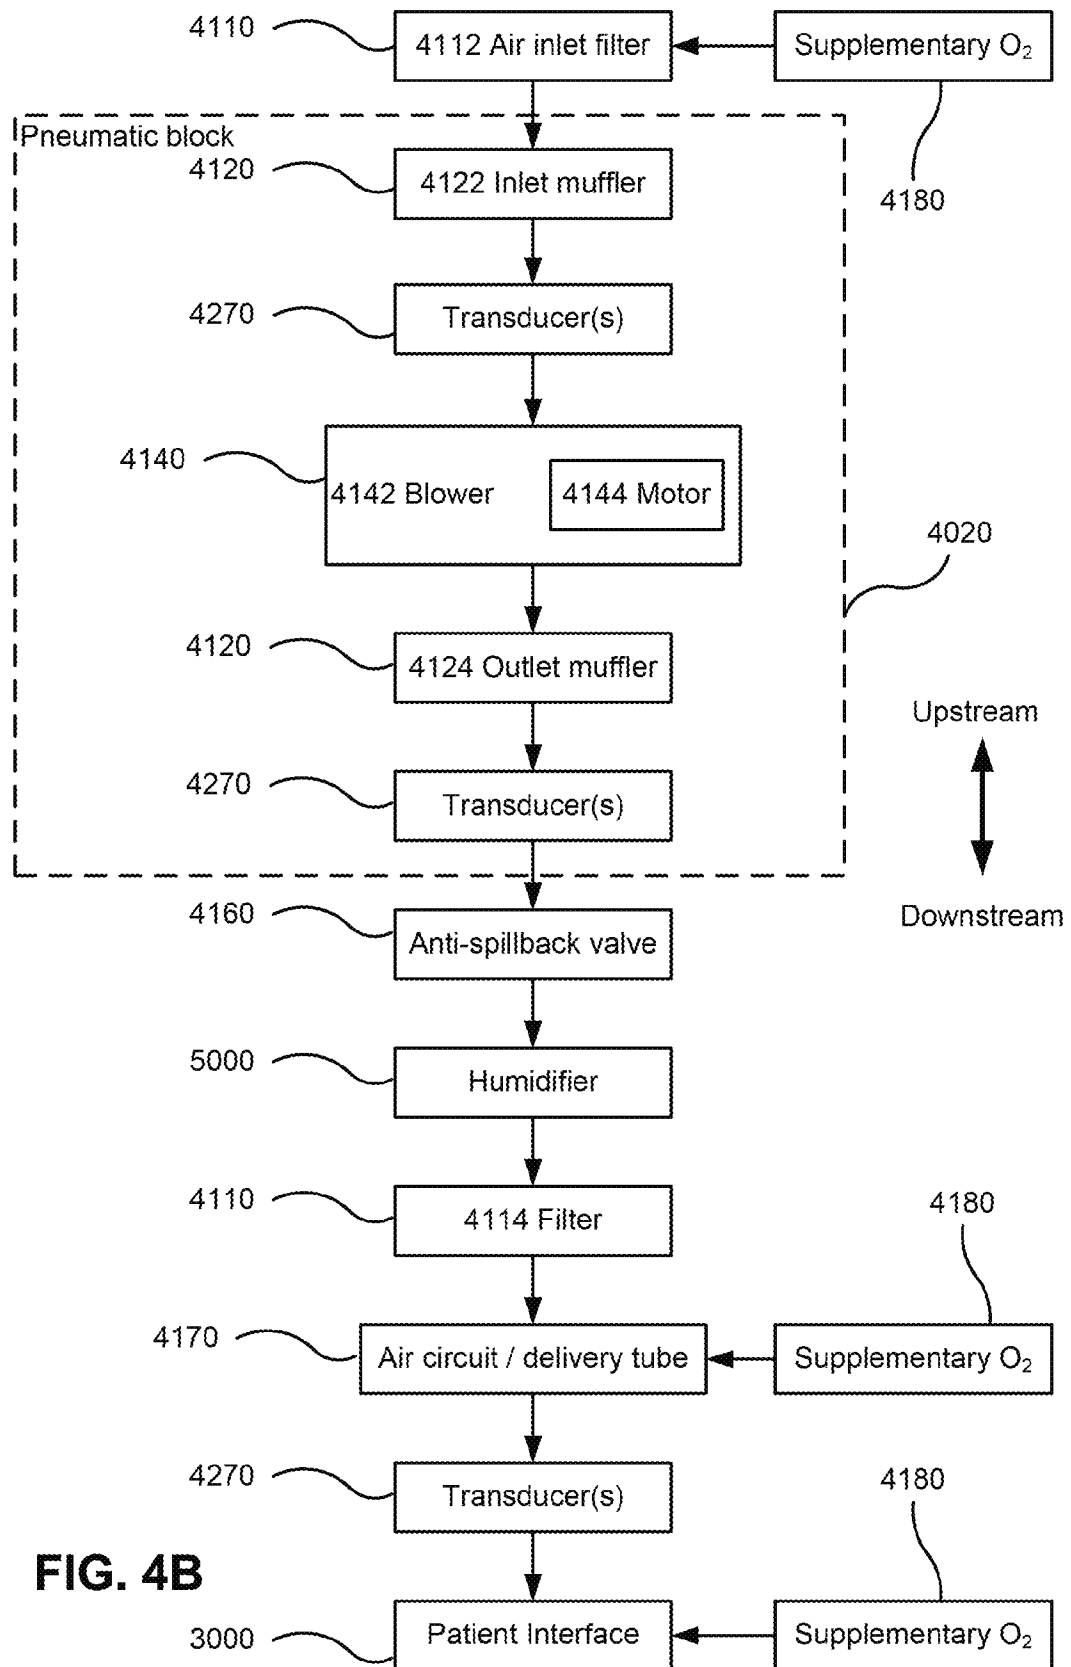 4110
4112 Air inlet filter
Supplementary O₂
Pneumatic block
4120
4122 Inlet muffler
4180
4270
Transducer(s)
4140
4142 Blower
4144 Motor
4020
4120
4124 Outlet muffler
Upstream
4270
Transducer(s)
4160
Anti-spillback valve
Downstream
5000
Humidifier
4110
4114 Filter
4180
4170
Air circuit / delivery tube
Supplementary O₂
4270
Transducer(s)
4180
FIG. 4B
3000
Patient Interface
Supplementary O₂